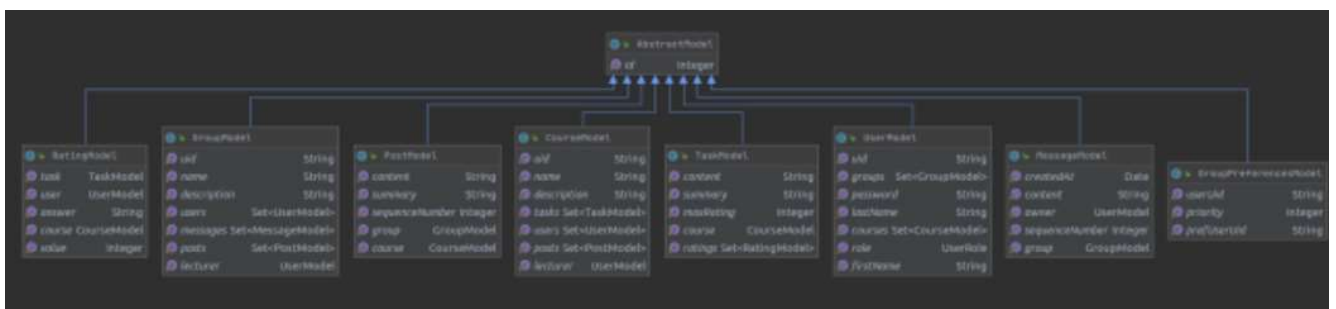 AbstractModel
id Integer
RatingModel
task TaskModel
user UserModel
answer String
course CourseModel
value Integer
GroupModel
uid String
name String
description String
users Set<UserModel>
messages Set<MessageModel>
posts Set<PostModel>
lecturer UserModel
PostModel
content String
summary String
sequenceNumber Integer
group GroupModel
course CourseModel
CourseModel
uid String
name String
description String
tasks Set<TaskModel>
users Set<UserModel>
posts Set<PostModel>
lecturer UserModel
TaskModel
content String
summary String
maxRating Integer
course CourseModel
ratings Set<RatingModel>
UserModel
uid String
groups Set<GroupModel>
password String
lastName String
courses Set<CourseModel>
role UserRole
firstName String
MessageModel
createdAt Date
content String
owner UserModel
sequenceNumber Integer
group GroupModel
GroupPreferencesModel
userUid String
priority Integer
prefUserUid String